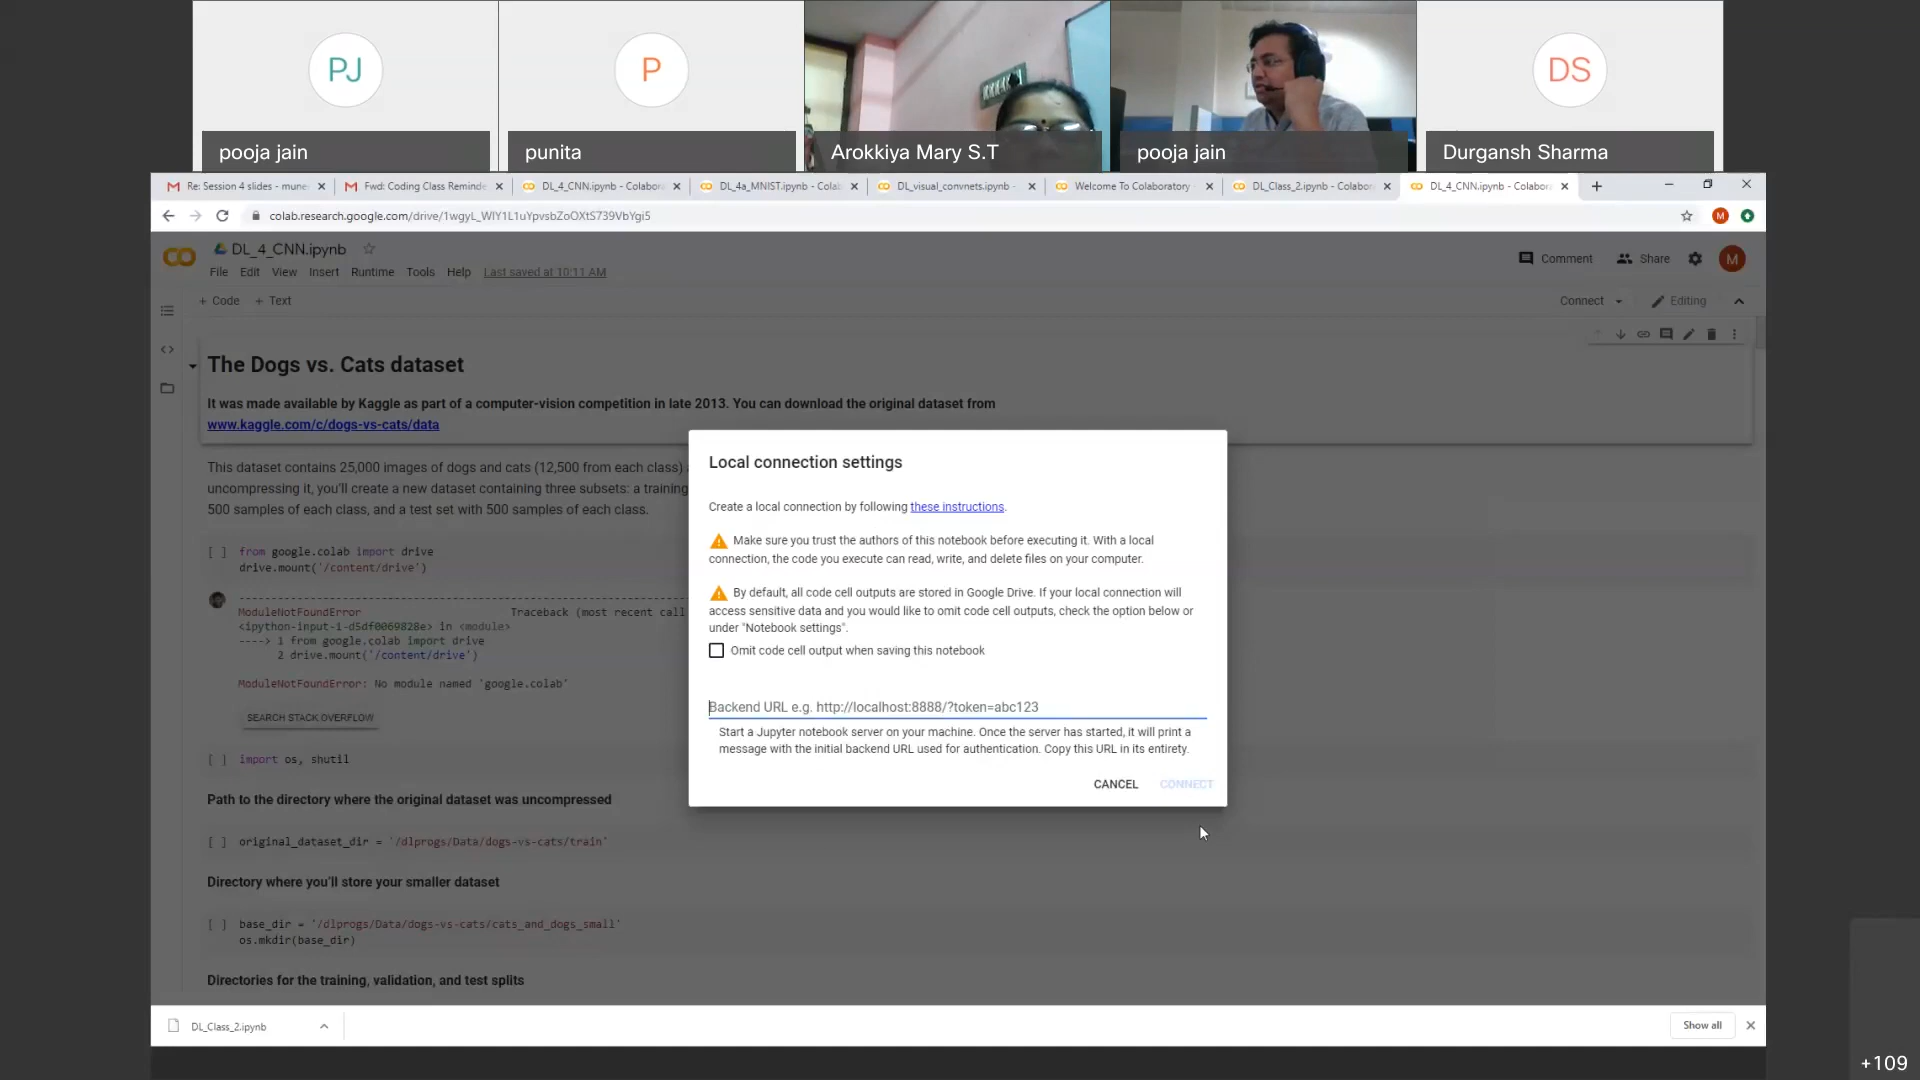 PJ
P
DS
pooja jain
punita
Arokkiya Mary S.T
pooja jain
Durgansh Sharma
Re: Session 4 slides - mune
Fwd: Coding Class Reminde
DL_4_CNN.ipynb - Colabora
DL_4a_MNIST.ipynb - Colab
DL_visual_convnets.ipynb -
Welcome To Colaboratory -
DL_Class_2.ipynb - Colabor
DL_4_CNN.ipynb - Colabor
colab.research.google.com/drive/1wgyL_WlY1L1uYpvsbZoOXtS739VbYgi5
M
DL_4_CNN.ipynb
Comment
Share
M
File Edit View Insert Runtime Tools Help Last saved at 10:11 AM
+ Code + Text
Connect
Editing
The Dogs vs. Cats dataset
It was made available by Kaggle as part of a computer-vision competition in late 2013. You can download the original dataset from
www.kaggle.com/c/dogs-vs-cats/data
This dataset contains 25,000 images of dogs and cats (12,500 from each class)
uncompressing it, you'll create a new dataset containing three subsets: a training
500 samples of each class, and a test set with 500 samples of each class.
[ ] from google.colab import drive
drive.mount('/content/drive')
ModuleNotFoundError Traceback (most recent call
<ipython-input-1-d5df0069828e> in <module>
----> 1 from google.colab import drive
2 drive.mount('/content/drive')
ModuleNotFoundError: No module named 'google.colab'
SEARCH STACK OVERFLOW
[ ] import os, shutil
Path to the directory where the original dataset was uncompressed
[ ] original_dataset_dir = '/dlprogs/Data/dogs-vs-cats/train'
Directory where you'll store your smaller dataset
[ ] base_dir = '/dlprogs/Data/dogs-vs-cats/cats_and_dogs_small'
os.mkdir(base_dir)
Directories for the training, validation, and test splits
Local connection settings
Create a local connection by following these instructions.
Make sure you trust the authors of this notebook before executing it. With a local
connection, the code you execute can read, write, and delete files on your computer.
By default, all code cell outputs are stored in Google Drive. If your local connection will
access sensitive data and you would like to omit code cell outputs, check the option below or
under "Notebook settings".
Omit code cell output when saving this notebook
Backend URL e.g. http://localhost:8888/?token=abc123
Start a Jupyter notebook server on your machine. Once the server has started, it will print a
message with the initial backend URL used for authentication. Copy this URL in its entirety.
CANCEL CONNECT
DL_Class_2.ipynb
Show all
+109